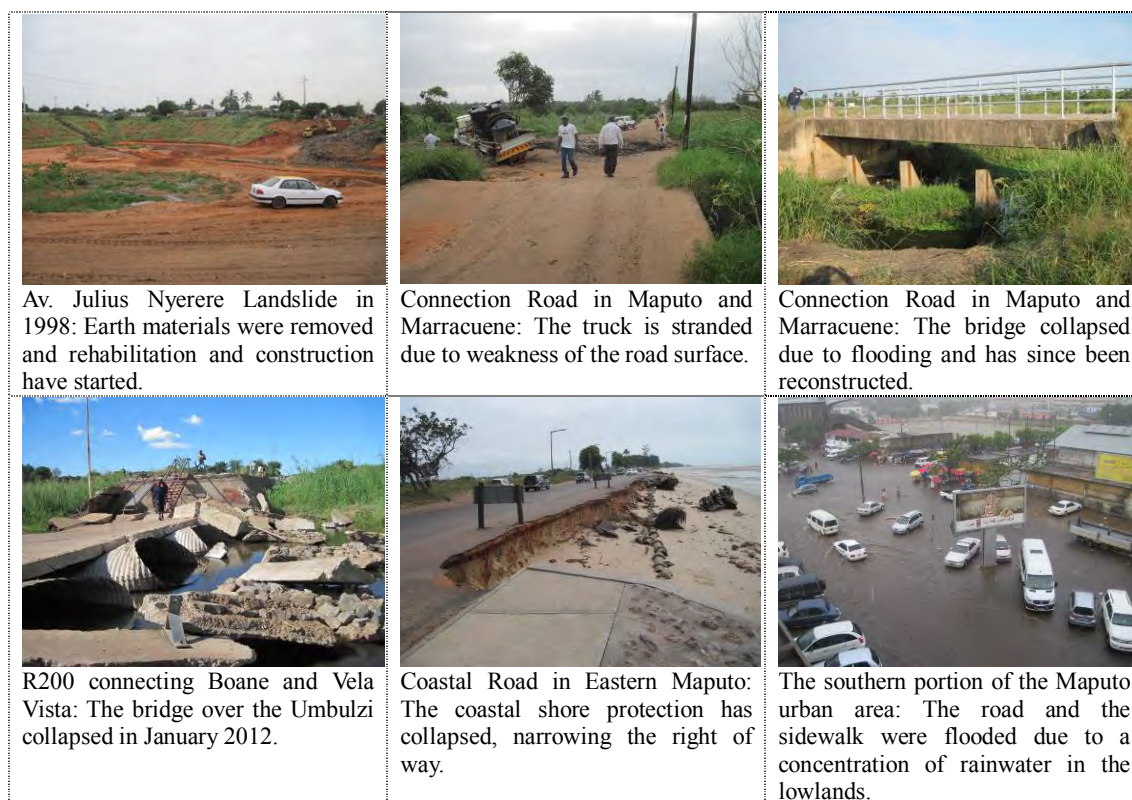 Av. Julius Nyerere Landslide in
1998: Earth materials were removed
and rehabilitation and construction
have started.
Connection Road in Maputo and
Marracuene: The truck is stranded
due to weakness of the road surface.
Connection Road in Maputo and
Marracuene: The bridge collapsed
due to flooding and has since been
reconstructed.
R200 connecting Boane and Vela
Vista: The bridge over the Umbulzi
collapsed in January 2012.
Coastal Road in Eastern Maputo:
The coastal shore protection has
collapsed, narrowing the right of
way.
The southern portion of the Maputo
urban area: The road and the
sidewalk were flooded due to a
concentration of rainwater in the
lowlands.